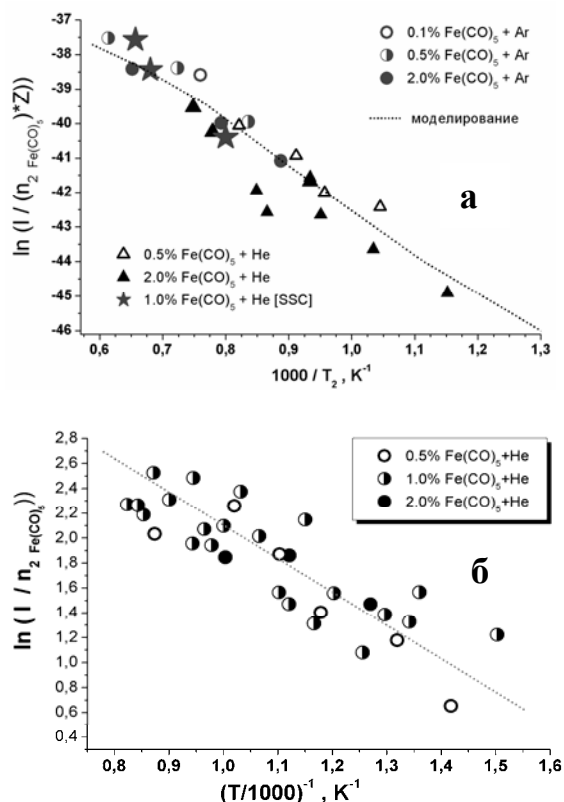 ln (I / (n₂ Fe(CO)₅)*Z))
-37
-38
-39
-40
-41
-42
-43
-44
-45
-46
0.1% Fe(CO)₅ + Ar
0.5% Fe(CO)₅ + Ar
2.0% Fe(CO)₅ + Ar
моделирование
а
0.5% Fe(CO)₅ + He
2.0% Fe(CO)₅ + He
1.0% Fe(CO)₅ + He [SSC]
0,6 0,7 0,8 0,9 1,0 1,1 1,2 1,3
1000 / T₂ , K⁻¹
ln ( I / n₂ Fe(CO)₅))
2,8
2,6
2,4
2,2
2,0
1,8
1,6
1,4
1,2
1,0
0,8
0,6
0,4
0.5% Fe(CO)₅+He
1.0% Fe(CO)₅+He
2.0% Fe(CO)₅+He
б
0,8 0,9 1,0 1,1 1,2 1,3 1,4 1,5 1,6
(T/1000)⁻¹ , K⁻¹